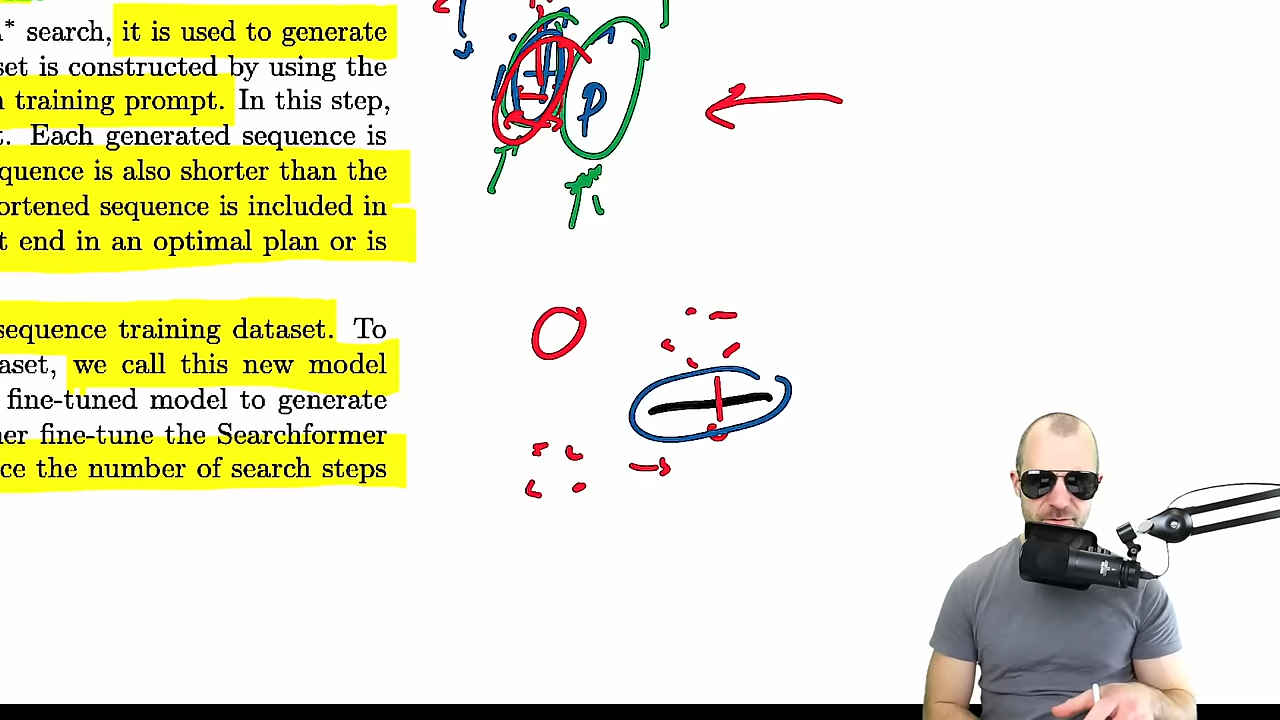 * search, it is used to generate
set is constructed by using the
training prompt. In this step,
Each generated sequence is
quence is also shorter than the
ortened sequence is included in
t end in an optimal plan or is
sequence training dataset. To
aset, we call this new model
fine-tuned model to generate
er fine-tune the Searchformer
ce the number of search steps
P